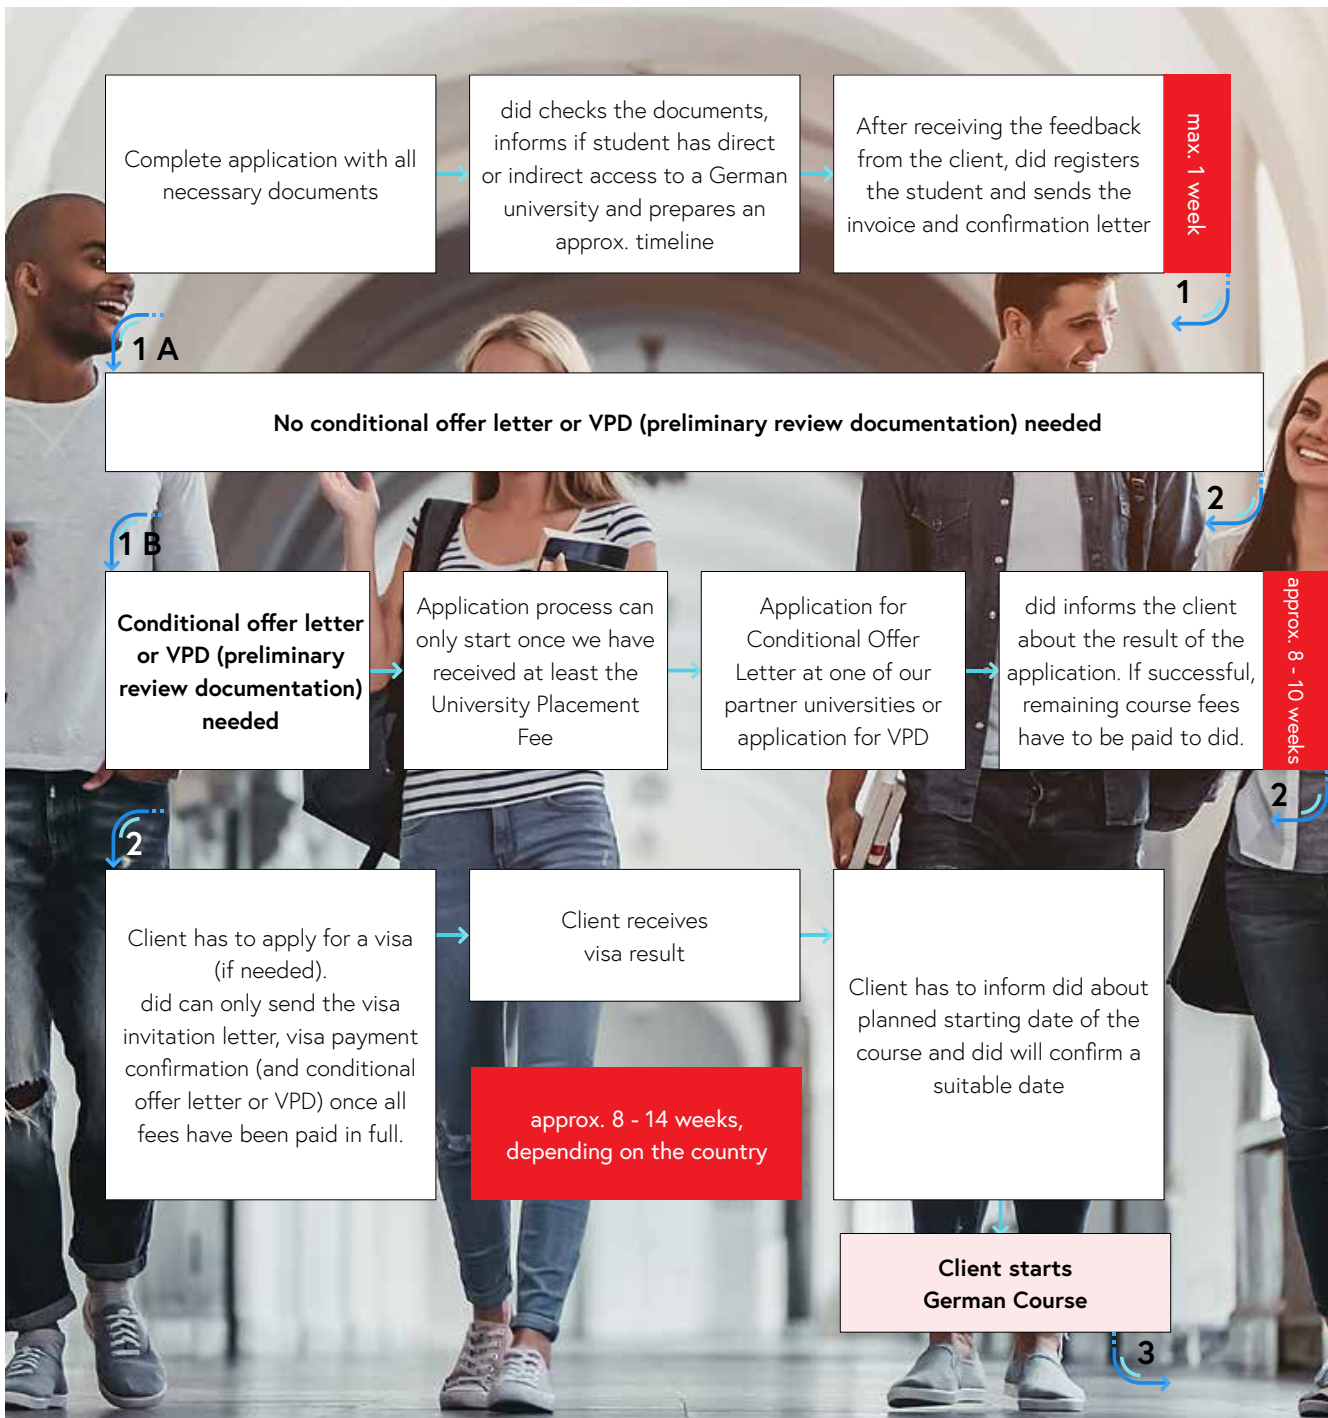 Complete application with all
necessary documents
did checks the documents,
informs if student has direct
or indirect access to a German
university and prepares an
approx. timeline
After receiving the feedback
from the client, did registers
the student and sends the
invoice and confirmation letter
max. 1 week
1
1 A
No conditional offer letter or VPD (preliminary review documentation) needed
2
1 B
Conditional offer letter
or VPD (preliminary
review documentation)
needed
Application process can
only start once we have
received at least the
University Placement
Fee
Application for
Conditional Offer
Letter at one of our
partner universities or
application for VPD
did informs the client
about the result of the
application. If successful,
remaining course fees
have to be paid to did.
approx. 8 - 10 weeks
2
2
Client has to apply for a visa
(if needed).
did can only send the visa
invitation letter, visa payment
confirmation (and conditional
offer letter or VPD) once all
fees have been paid in full.
Client receives
visa result
approx. 8 - 14 weeks,
depending on the country
Client has to inform did about
planned starting date of the
course and did will confirm a
suitable date
Client starts
German Course
3